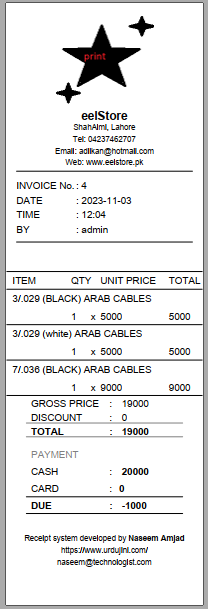 print
eelStore
ShahAlmi, Lahore
Tel: 04237462707
Email: adlikan@hotmail.com
Web: www.eelstore.pk
INVOICE No. : 4
DATE : 2023-11-03
TIME : 12:04
BY : admin
ITEM QTY UNIT PRICE TOTAL
3/.029 (BLACK) ARAB CABLES
1 x 5000 5000
3/.029 (white) ARAB CABLES
1 x 5000 5000
7/.036 (BLACK) ARAB CABLES
1 x 9000 9000
GROSS PRICE : 19000
DISCOUNT : 0
TOTAL : 19000
PAYMENT
CASH : 20000
CARD : 0
DUE : -1000
Receipt system developed by Naseem Amjad
https://www.urdujini.com/
naseem@technologist.com